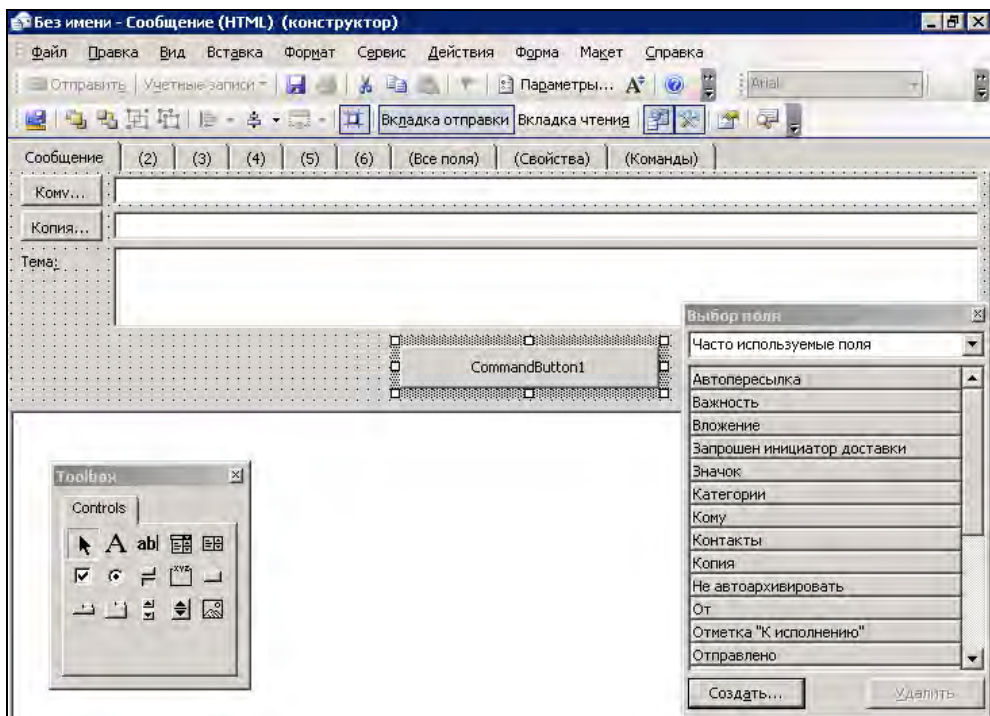 Без имени - Сообщение (HTML) (конструктор)
Файл Правка Вид Вставка Формат Сервис Действия Форма Макет Справка
Отправить Учетные записи Параметры... A Arial
Вкладка отправки Вкладка чтения
Сообщение (2) (3) (4) (5) (6) (Все поля) (Свойства) (Команды)
Кому...
Копия...
Тема:
CommandButton1
Выбор поля
Часто используемые поля
Автопересылка
Важность
Вложение
Запрошен инициатор доставки
Значок
Категории
Кому
Контакты
Копия
Не автоархивировать
От
Отметка "К исполнению"
Отправлено
Создать... Удалить
Toolbox
Controls
A ab
XYZ